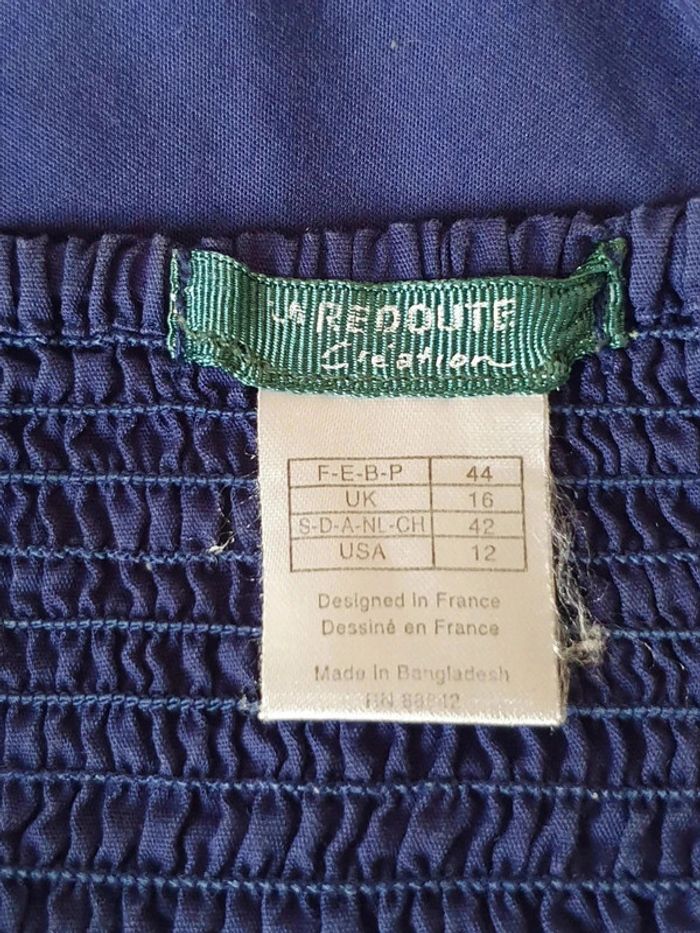 La REDOUTE
Création
F-E-B-P 44
UK 16
S-D-A-NL-CH 42
USA 12
Designed in France
Dessiné en France
Made in Bangladesh
RN